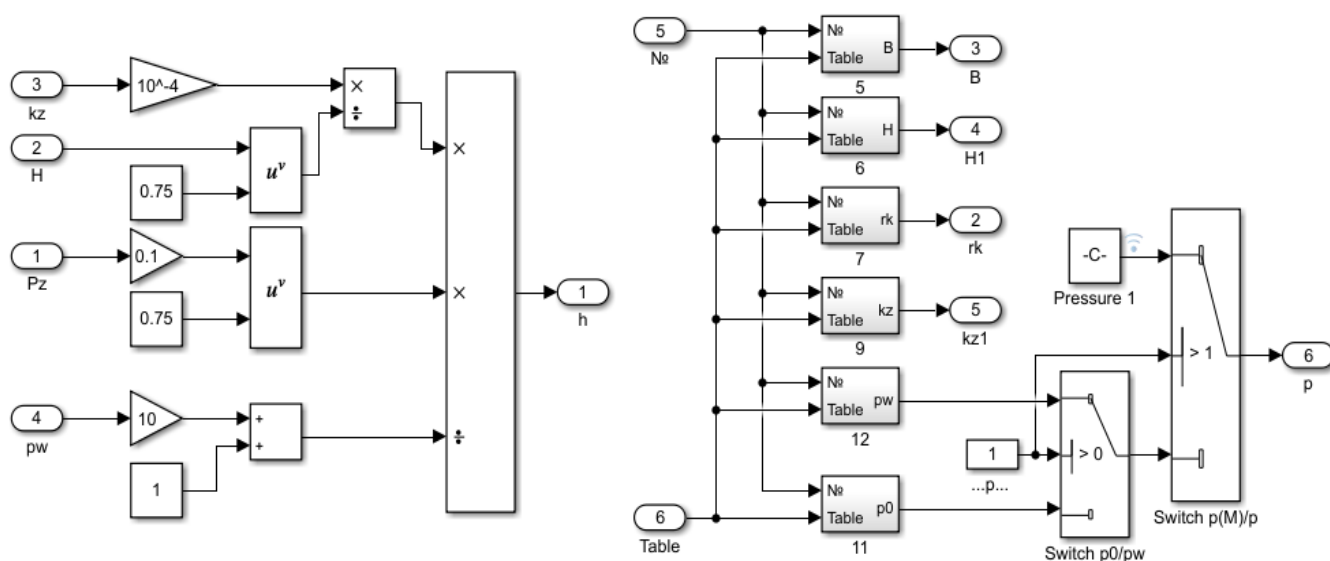 3
kz
10^-4
×
÷
2
H
0.75
u^v
1
Pz
0.1
0.75
u^v
4
pw
10
+
+
1
×
×
÷
1
h
5
№
№
Table
B
5
3
B
№
Table
H
6
4
H1
№
Table
rk
7
2
rk
№
Table
kz
9
5
kz1
№
Table
pw
12
№
Table
p0
11
6
Table
-C-
Pressure 1
1
...p...
> 0
Switch p0/pw
> 1
Switch p(M)/p
6
p